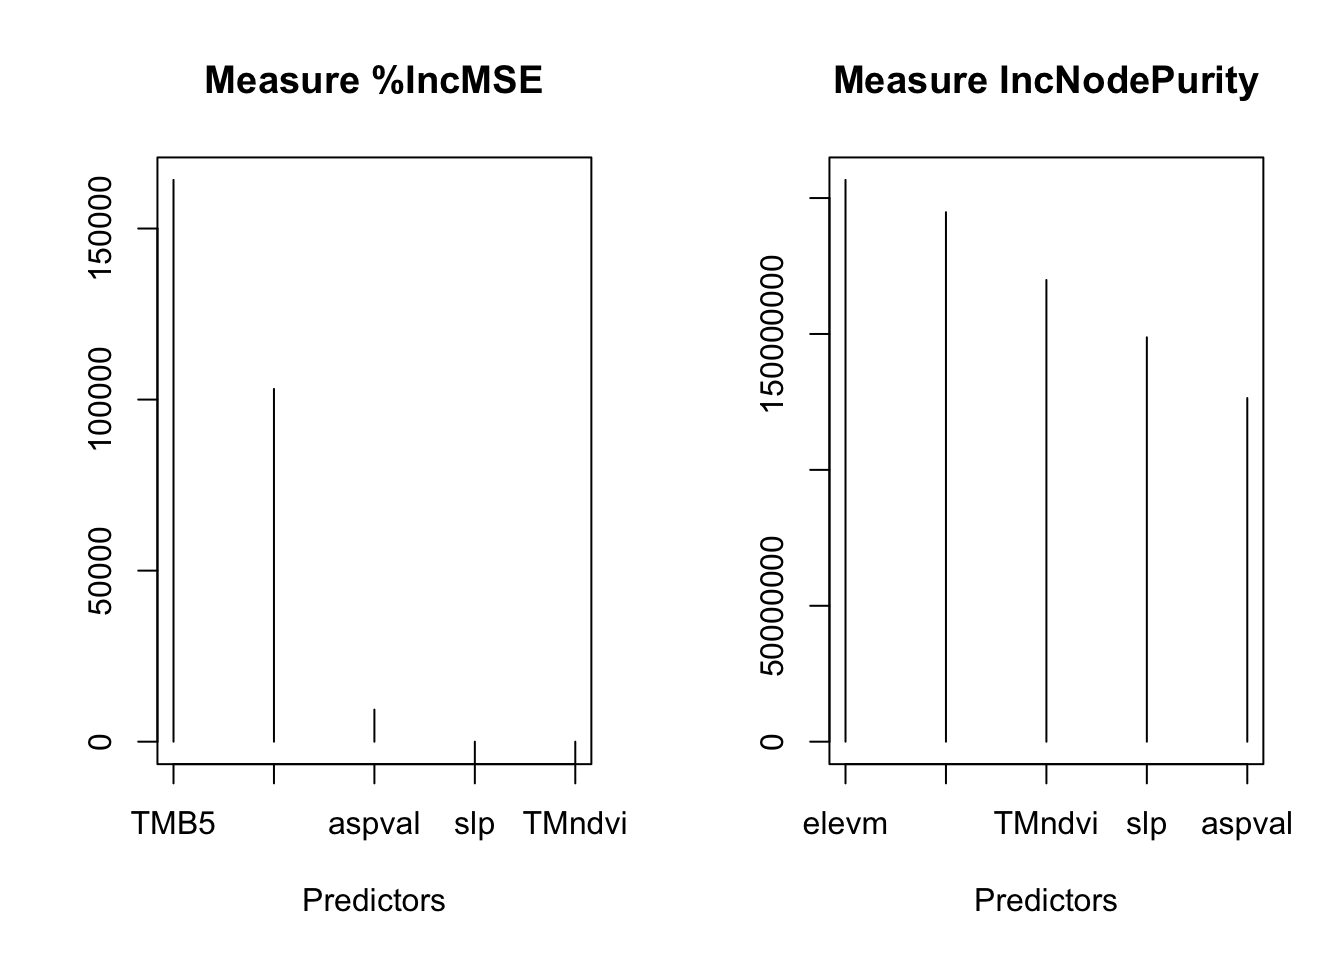 Measure %IncMSE
150000
100000
50000
0
TMB5 aspval slp TMndvi
Predictors
Measure IncNodePurity
150000000
50000000
0
elevm TMndvi slp aspval
Predictors